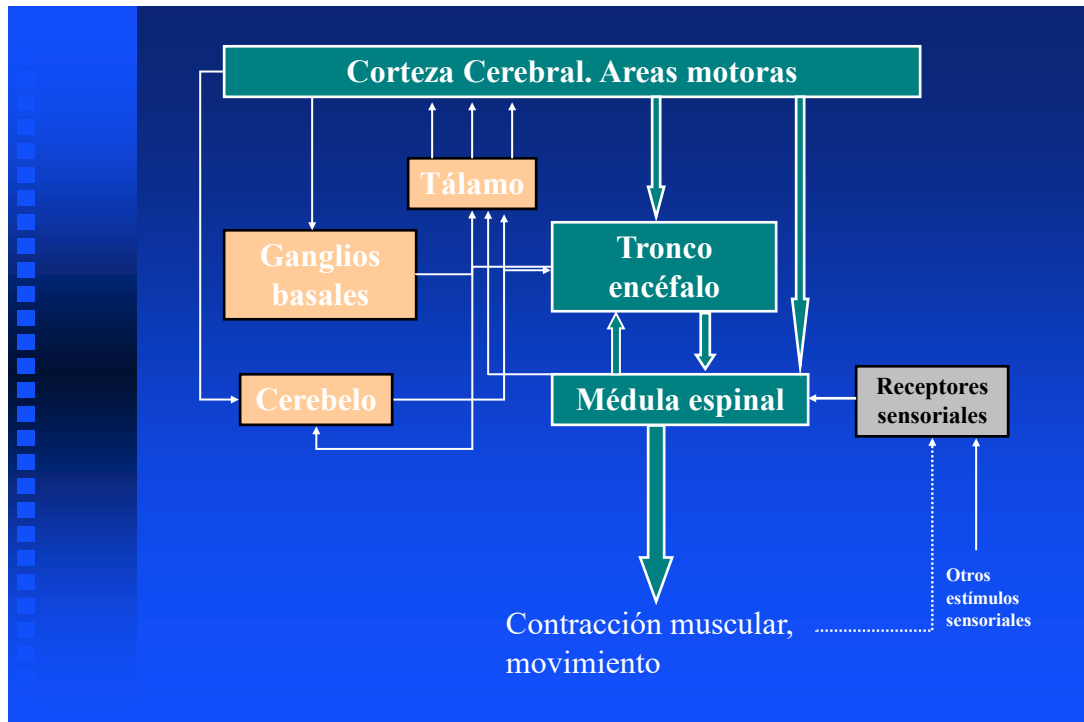 Corteza Cerebral. Areas motoras
Tálamo
Ganglios
basales
Tronco
encéfalo
Cerebelo
Médula espinal
Receptores
sensoriales
Otros
estímulos
sensoriales
Contracción muscular,
movimiento